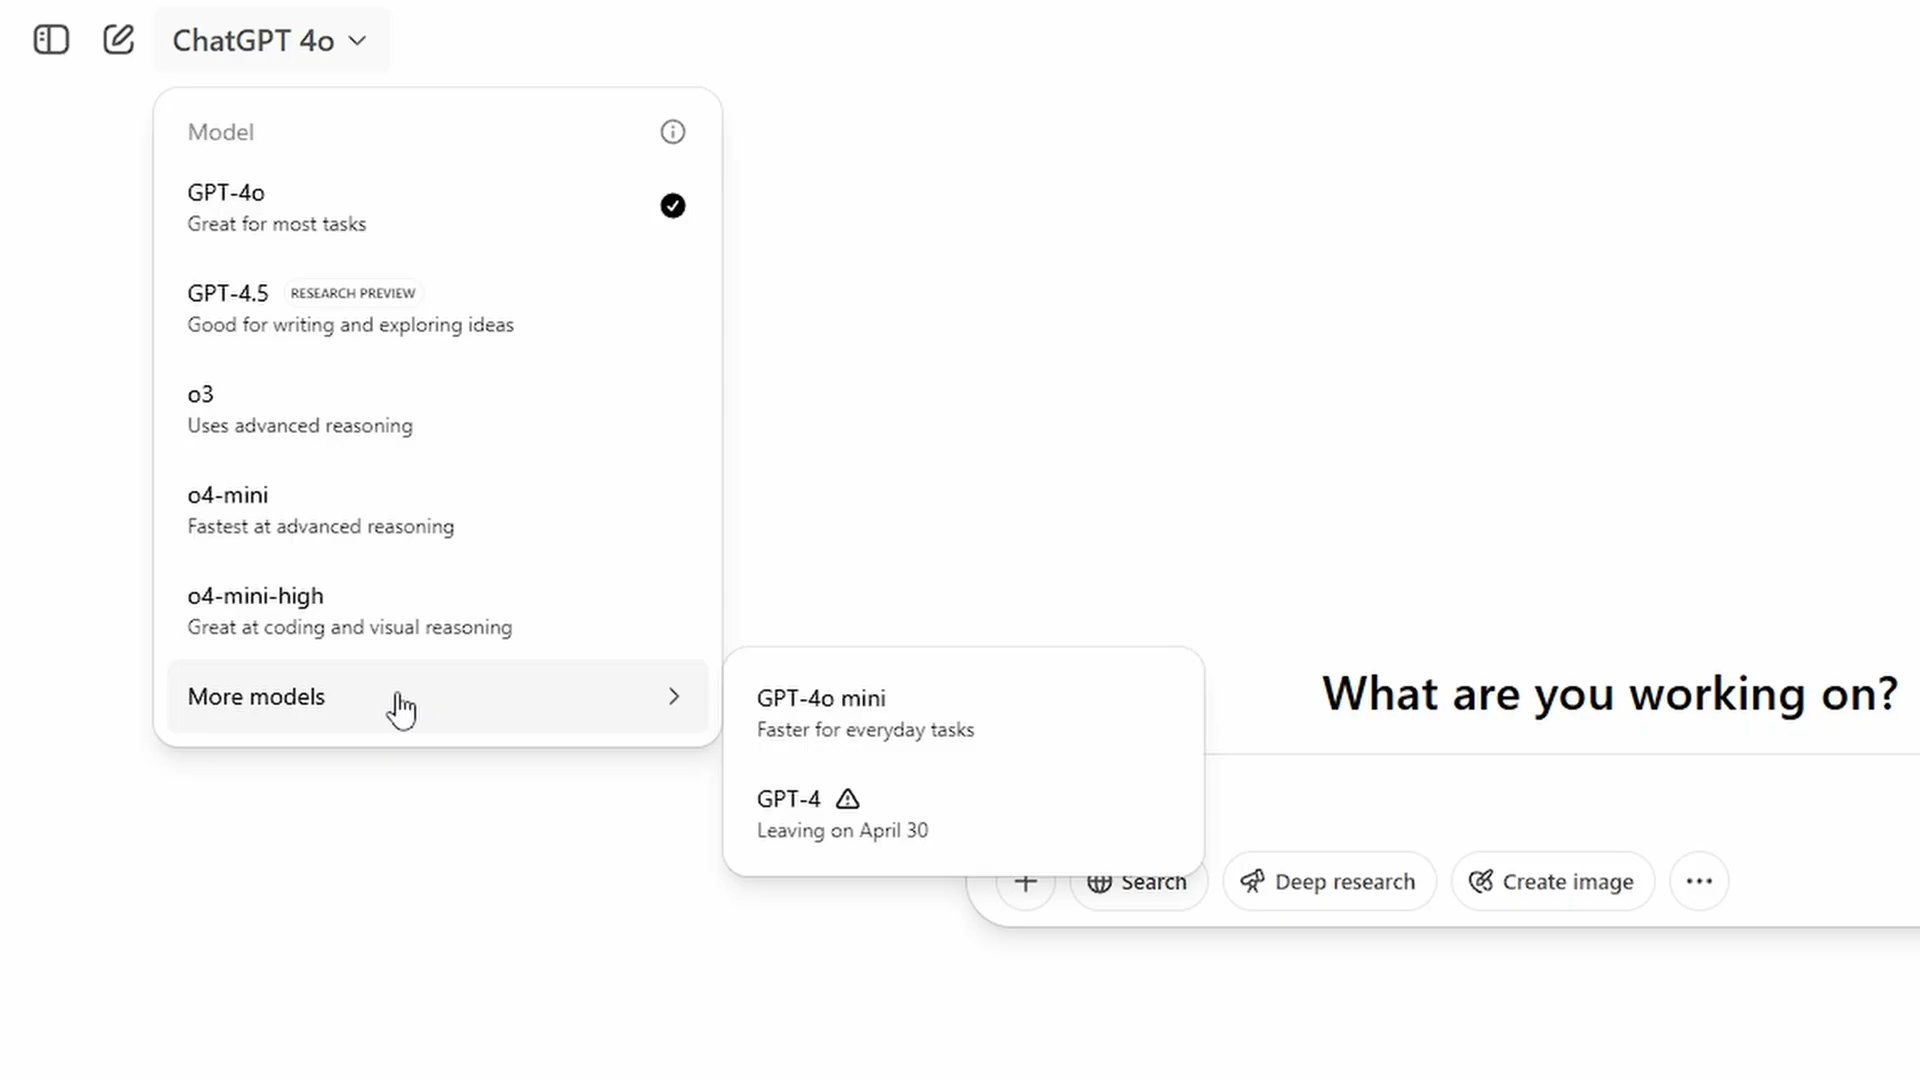 ChatGPT 4o
Model
GPT-4o
Great for most tasks
GPT-4.5 RESEARCH PREVIEW
Good for writing and exploring ideas
o3
Uses advanced reasoning
o4-mini
Fastest at advanced reasoning
o4-mini-high
Great at coding and visual reasoning
More models
GPT-4o mini
Faster for everyday tasks
GPT-4
Leaving on April 30
What are you working on?
Search Deep research Create image